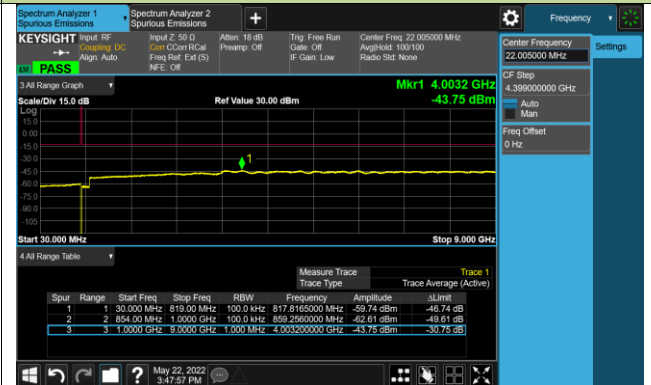 Spectrum Analyzer 1
Spurious Emissions
Spectrum Analyzer 2
Spurious Emissions
Frequency
KEYSIGHT
Input: RF
Coupling: DC
Align: Auto
Input Z: 50 Ω
Corr CCorr RCal
Freq Ref: Ext (S)
NFE: Off
Atten: 18 dB
Preamp: Off
Trig: Free Run
Gate: Off
IF Gain: Low
Center Freq: 22.005000 MHz
Avg|Hold: 100/100
Radio Std: None
PASS
Center Frequency
22.005000 MHz
Settings
CF Step
4.399000000 GHz
Auto
Man
Freq Offset
0 Hz
3 All Range Graph
Mkr1 4.0032 GHz
Scale/Div 15.0 dB
Ref Value 30.00 dBm
-43.75 dBm
Log
15.0
0.00
-15.0
-30.0
-45.0
-60.0
-75.0
-90.0
-105
1
Start 30.000 MHz
Stop 9.000 GHz
4 All Range Table
Measure Trace Trace 1
Trace Type Trace Average (Active)
Spur Range Start Freq Stop Freq RBW Frequency Amplitude ΔLimit
1 1 30.000 MHz 819.00 MHz 100.0 kHz 817.8165000 MHz -59.74 dBm -46.74 dB
2 2 854.00 MHz 1.0000 GHz 100.0 kHz 859.2560000 MHz -62.61 dBm -49.61 dB
3 3 1.0000 GHz 9.0000 GHz 1.000 MHz 4.003200000 GHz -43.75 dBm -30.75 dB
May 22, 2022
3:47:57 PM